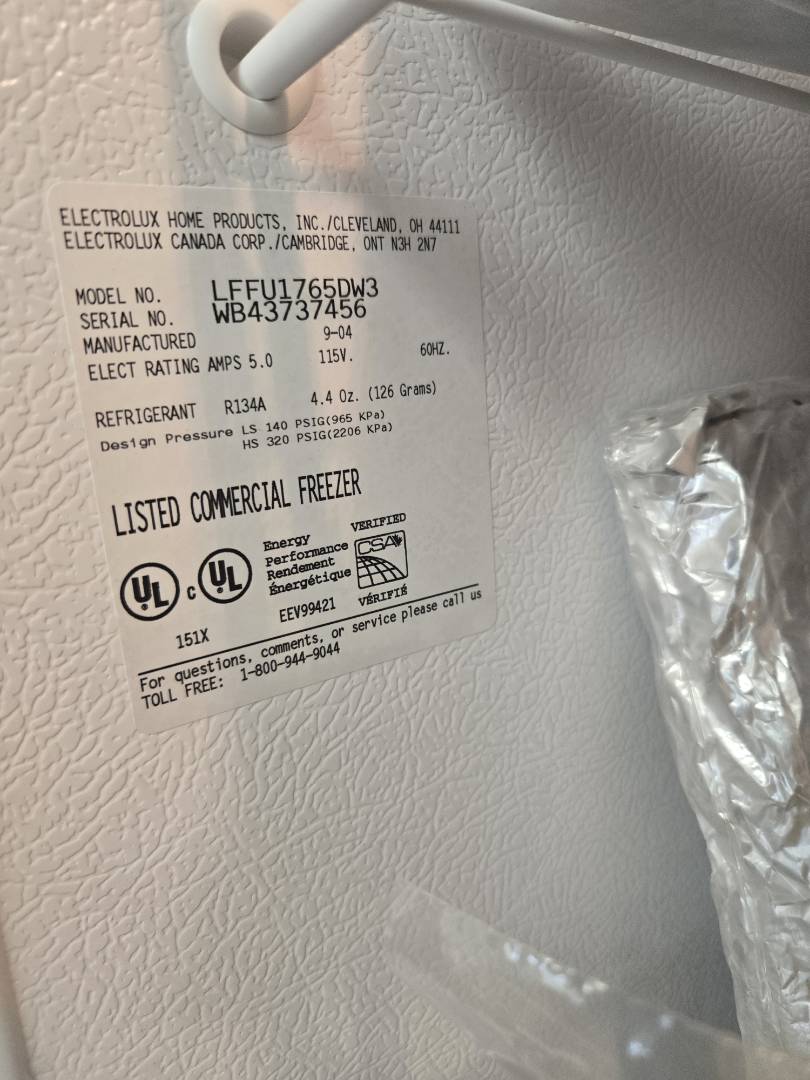 ELECTROLUX HOME PRODUCTS, INC./CLEVELAND, OH 44111
ELECTROLUX CANADA CORP./CAMBRIDGE, ONT N3H 2N7
MODEL NO. LFFU1765DW3
SERIAL NO. WB43737456
MANUFACTURED 9-04
ELECT RATING AMPS 5.0 115V. 60HZ.
REFRIGERANT R134A 4.4 Oz. (126 Grams)
Design Pressure LS 140 PSIG(965 KPa)
HS 320 PSIG(2206 KPa)
LISTED COMMERCIAL FREEZER
UL c UL
Energy
Performance
Rendement
Énergétique
EEV99421
VERIFIED
CSA
VÉRIFIÉ
151X
For questions, comments, or service please call us
TOLL FREE: 1-800-944-9044